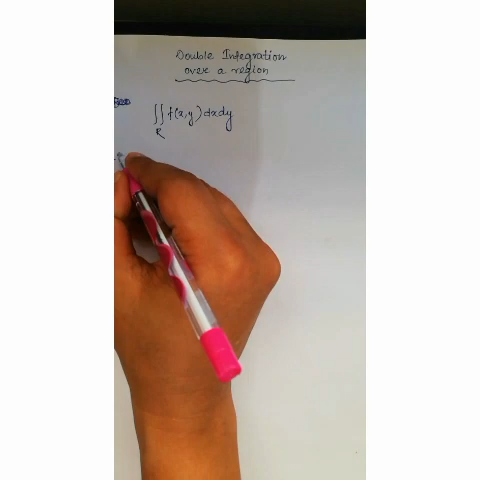 Double Integration
over a region
∬ f(x,y) dxdy
R